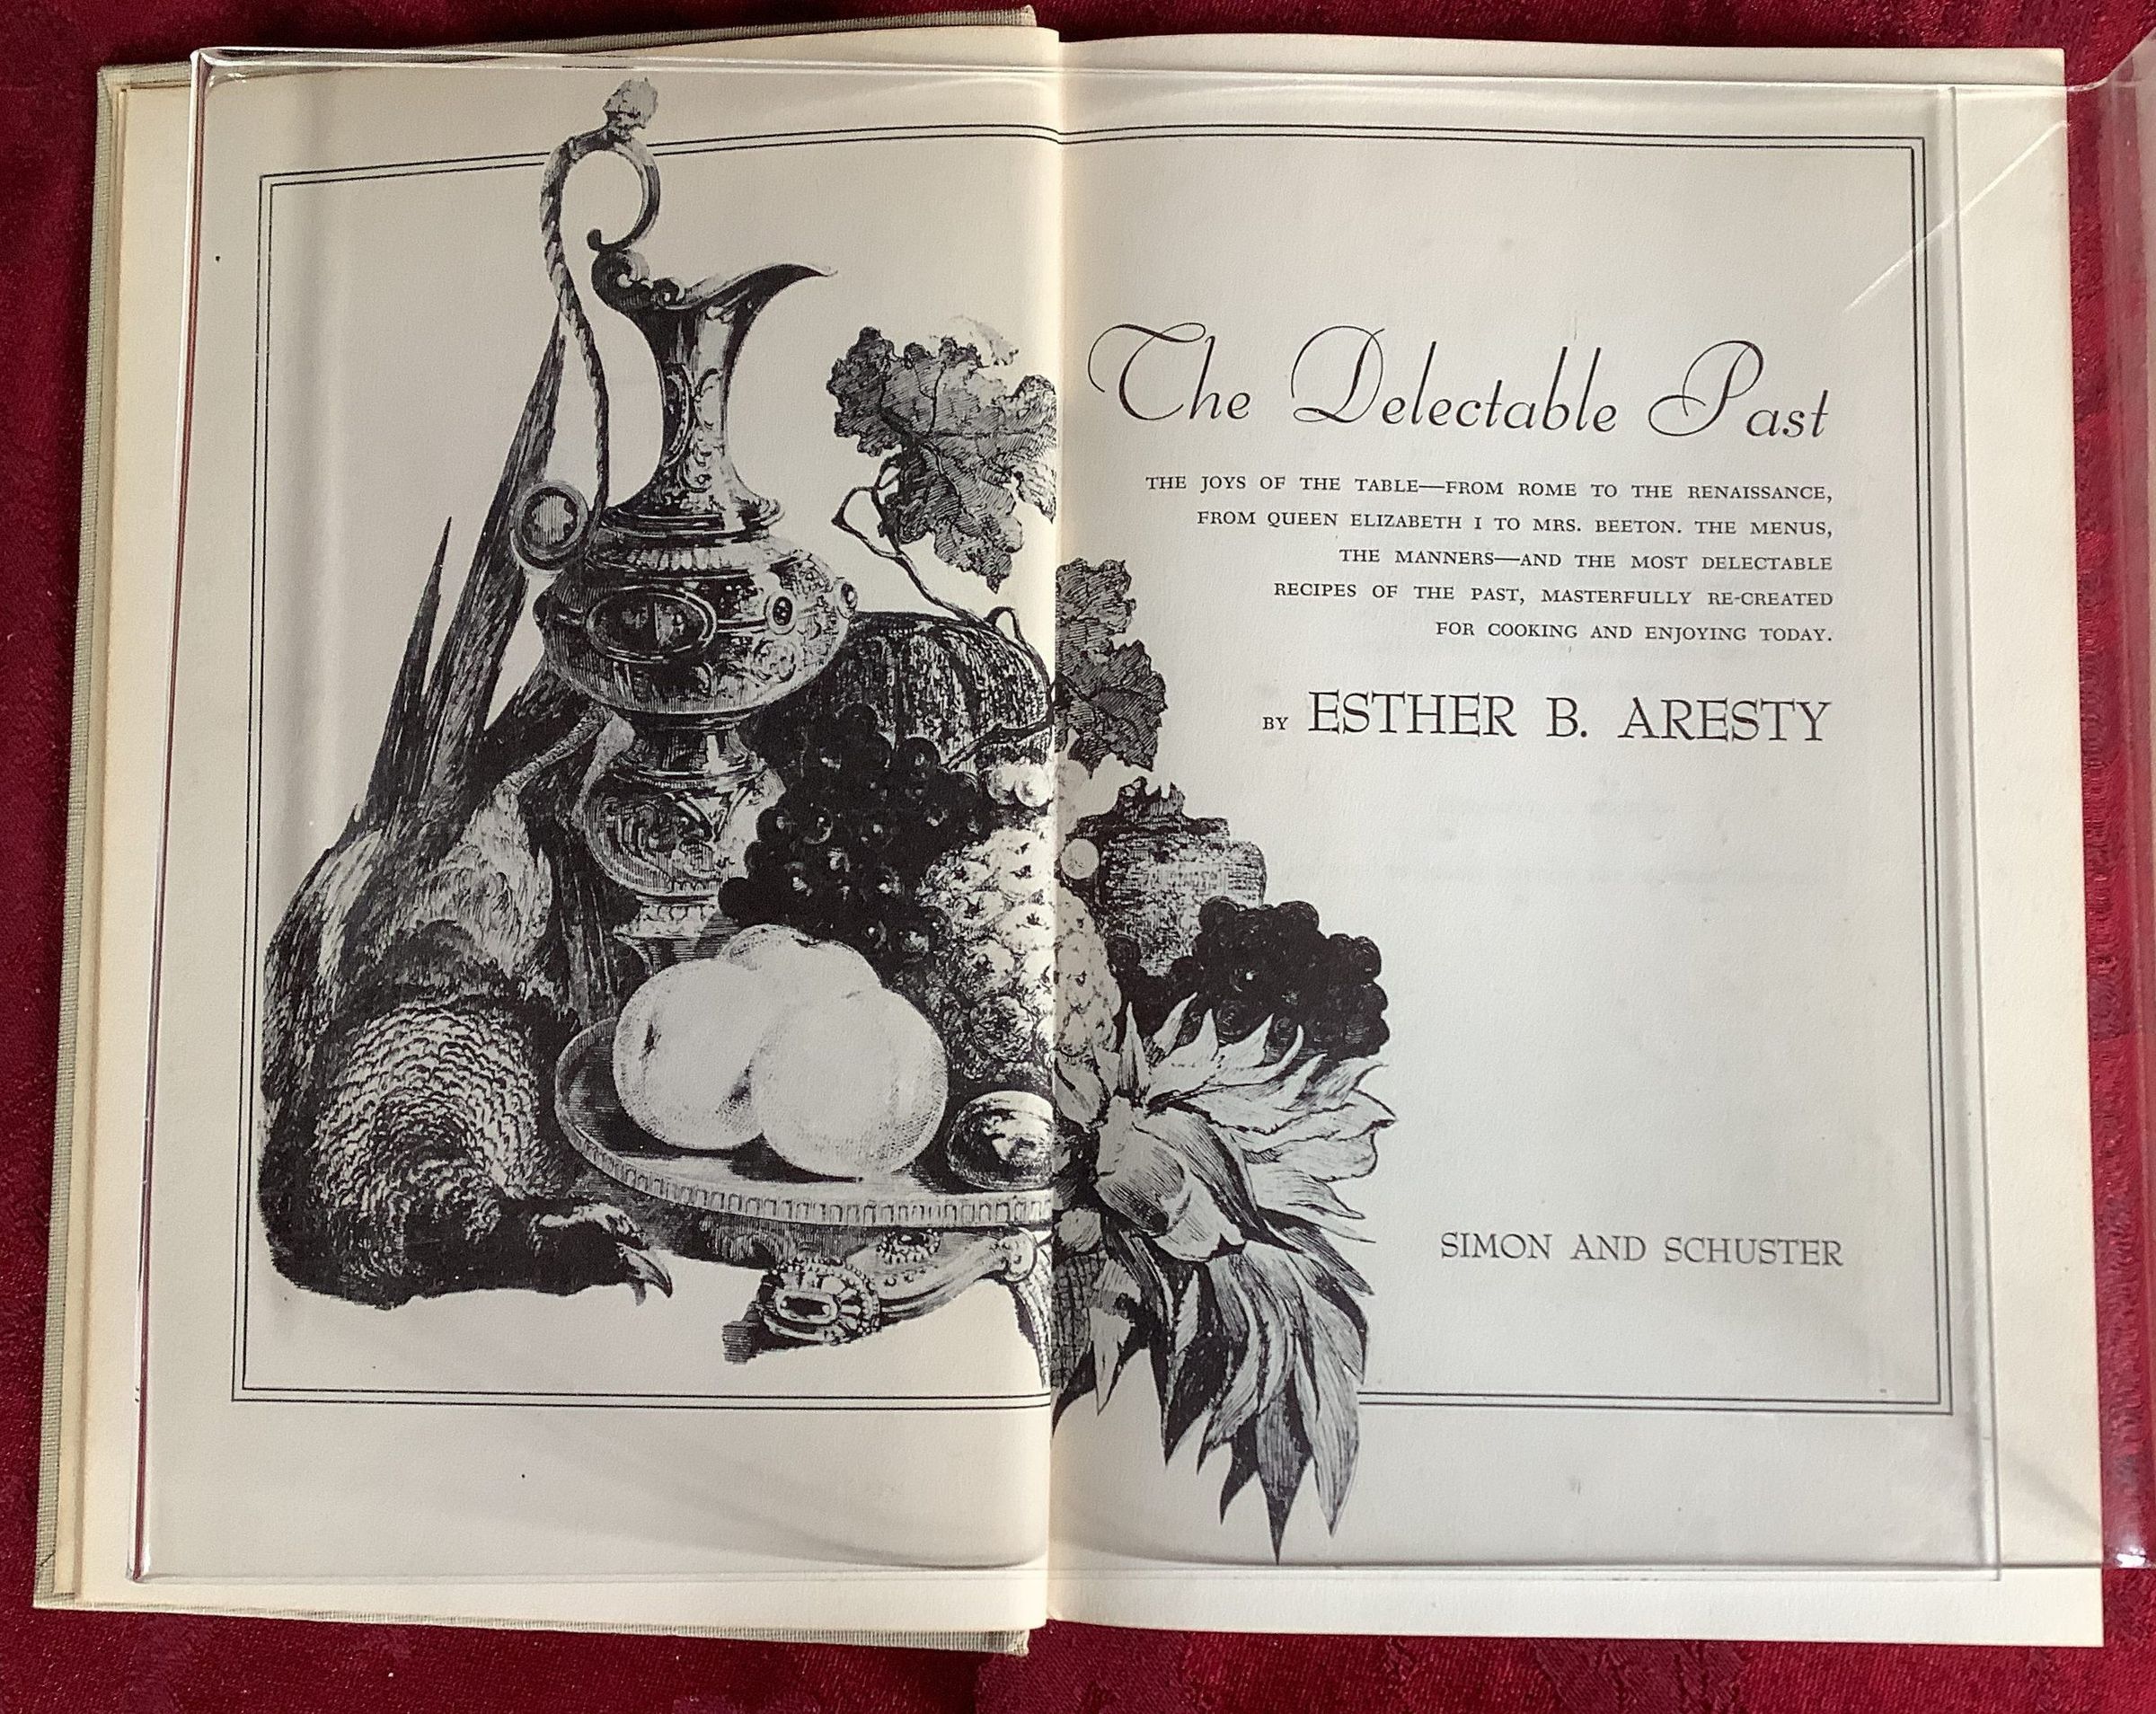 The Delectable Past
THE JOYS OF THE TABLE—FROM ROME TO THE RENAISSANCE,
FROM QUEEN ELIZABETH I TO MRS. BEETON. THE MENUS,
THE MANNERS—AND THE MOST DELECTABLE
RECIPES OF THE PAST, MASTERFULLY RE-CREATED
FOR COOKING AND ENJOYING TODAY.
BY ESTHER B. ARESTY
SIMON AND SCHUSTER